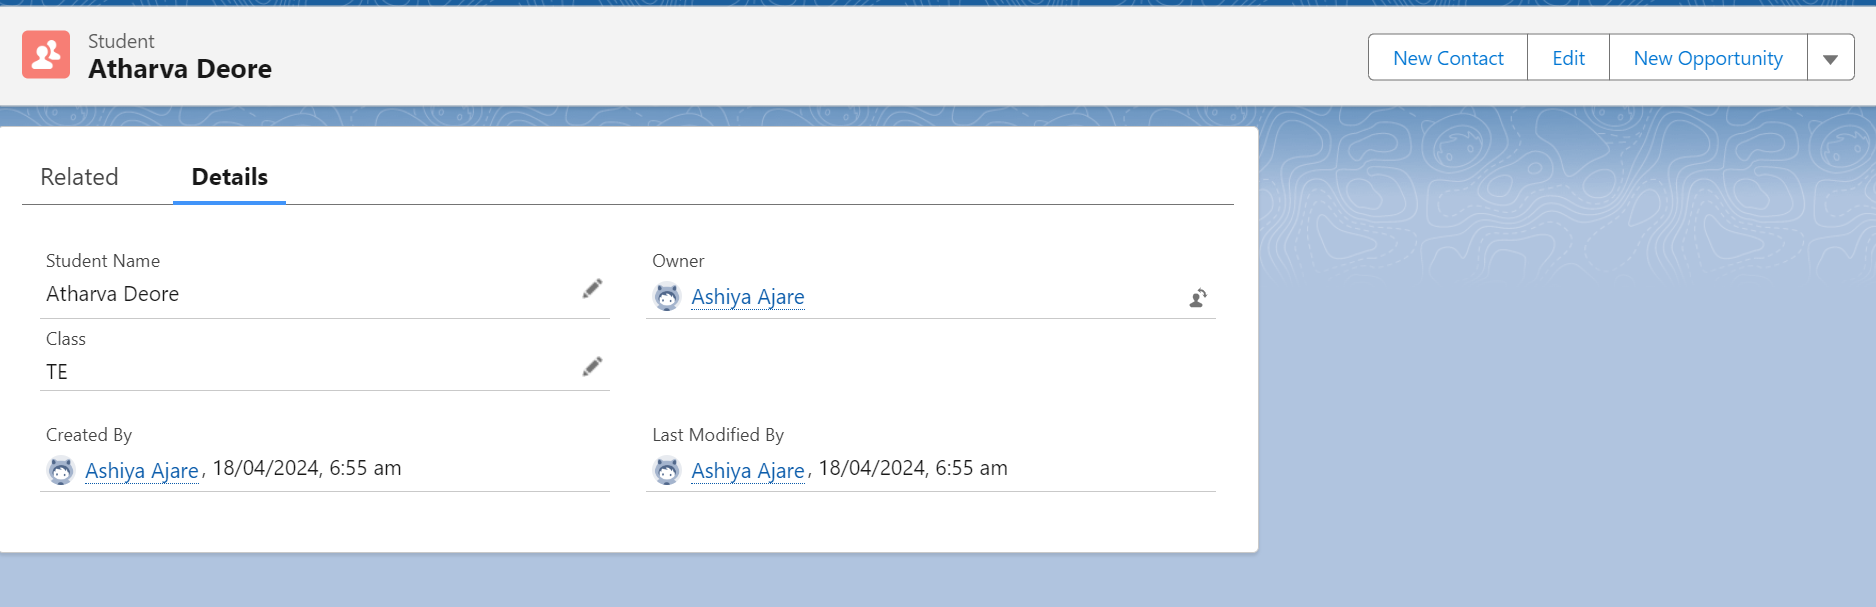 Student
Atharva Deore
New Contact
Edit
New Opportunity
Related
Details
Student Name
Atharva Deore
Owner
Ashiya Ajare
Class
TE
Created By
Ashiya Ajare, 18/04/2024, 6:55 am
Last Modified By
Ashiya Ajare, 18/04/2024, 6:55 am